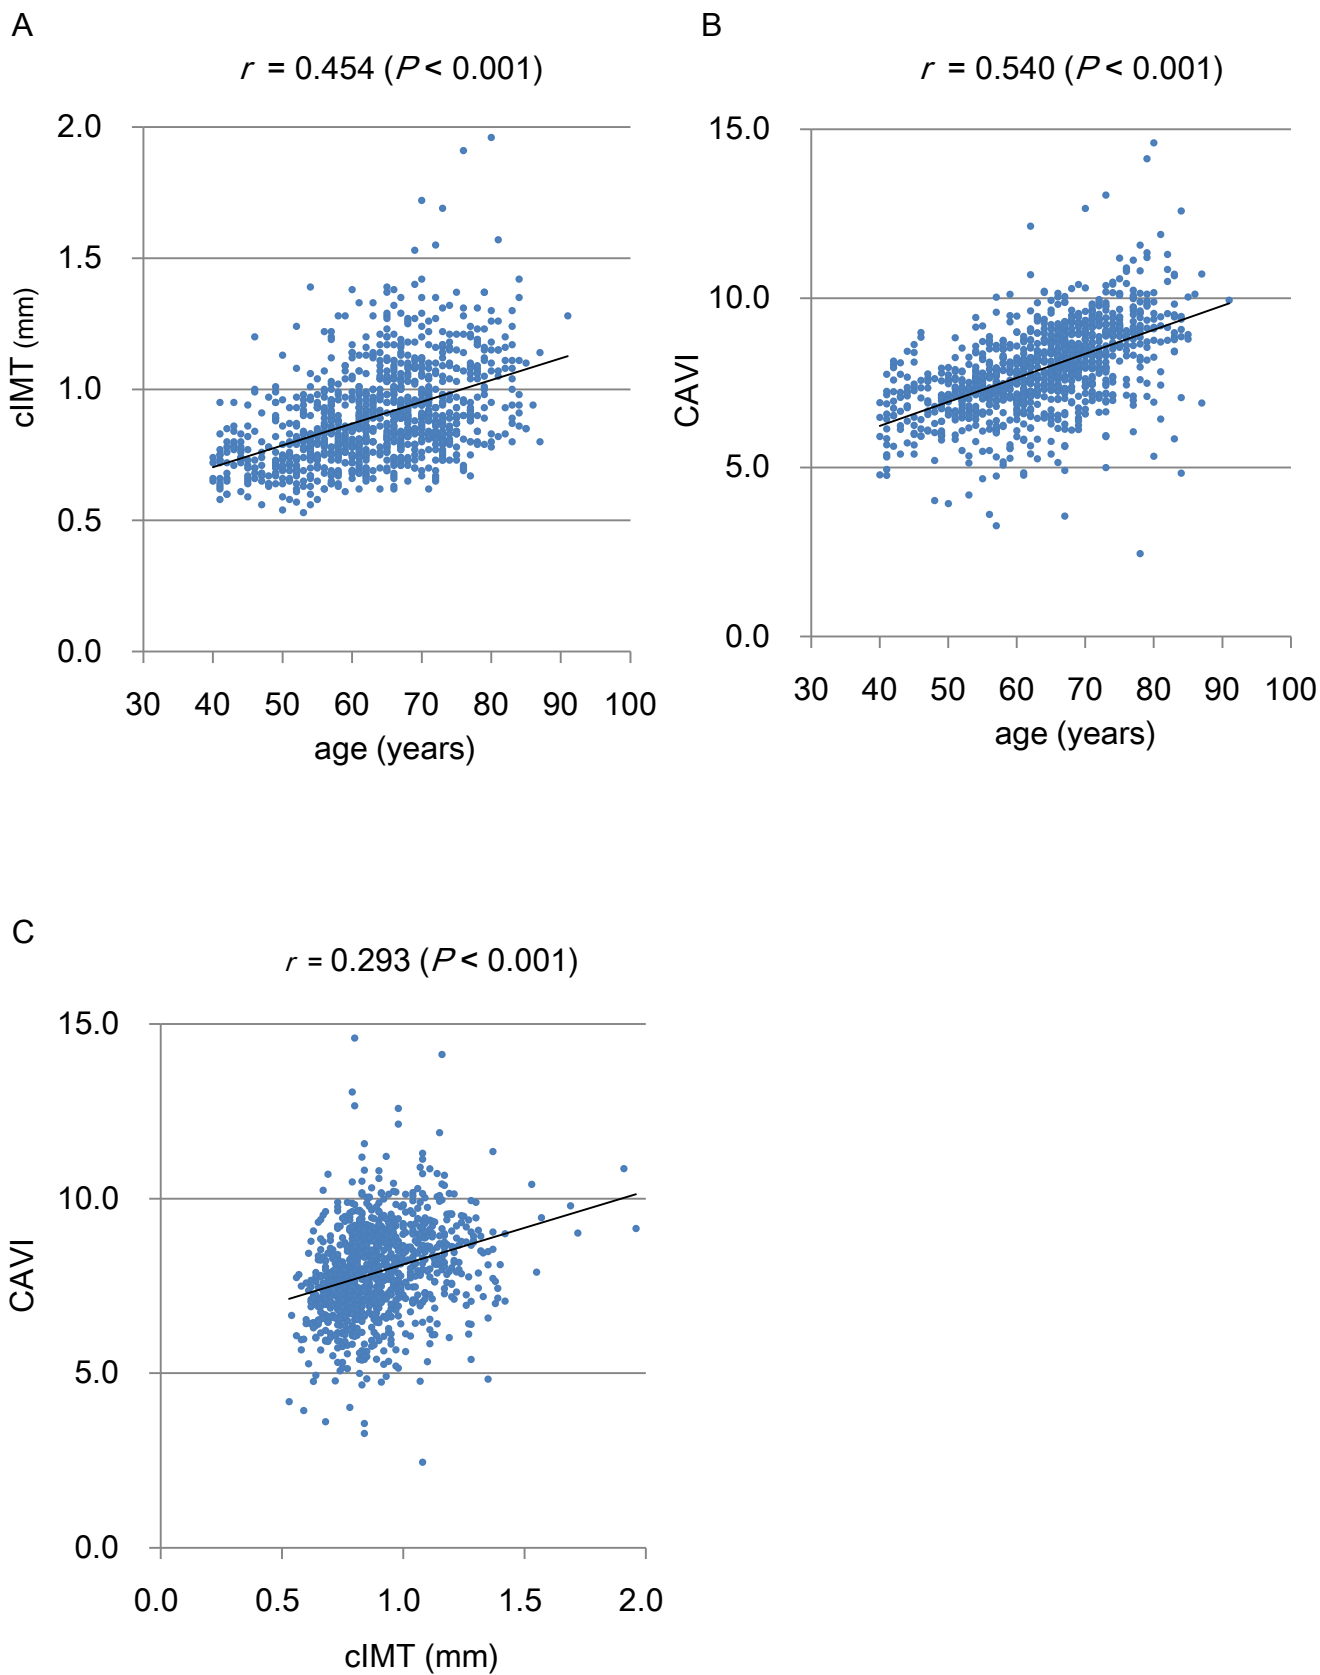 A
r = 0.454 (P < 0.001)
2.0
1.5
1.0
0.5
0.0
cIMT (mm)
30 40 50 60 70 80 90 100
age (years)
B
r = 0.540 (P < 0.001)
15.0
10.0
5.0
0.0
CAVI
30 40 50 60 70 80 90 100
age (years)
C
r = 0.293 (P < 0.001)
15.0
10.0
5.0
0.0
CAVI
0.0 0.5 1.0 1.5 2.0
cIMT (mm)